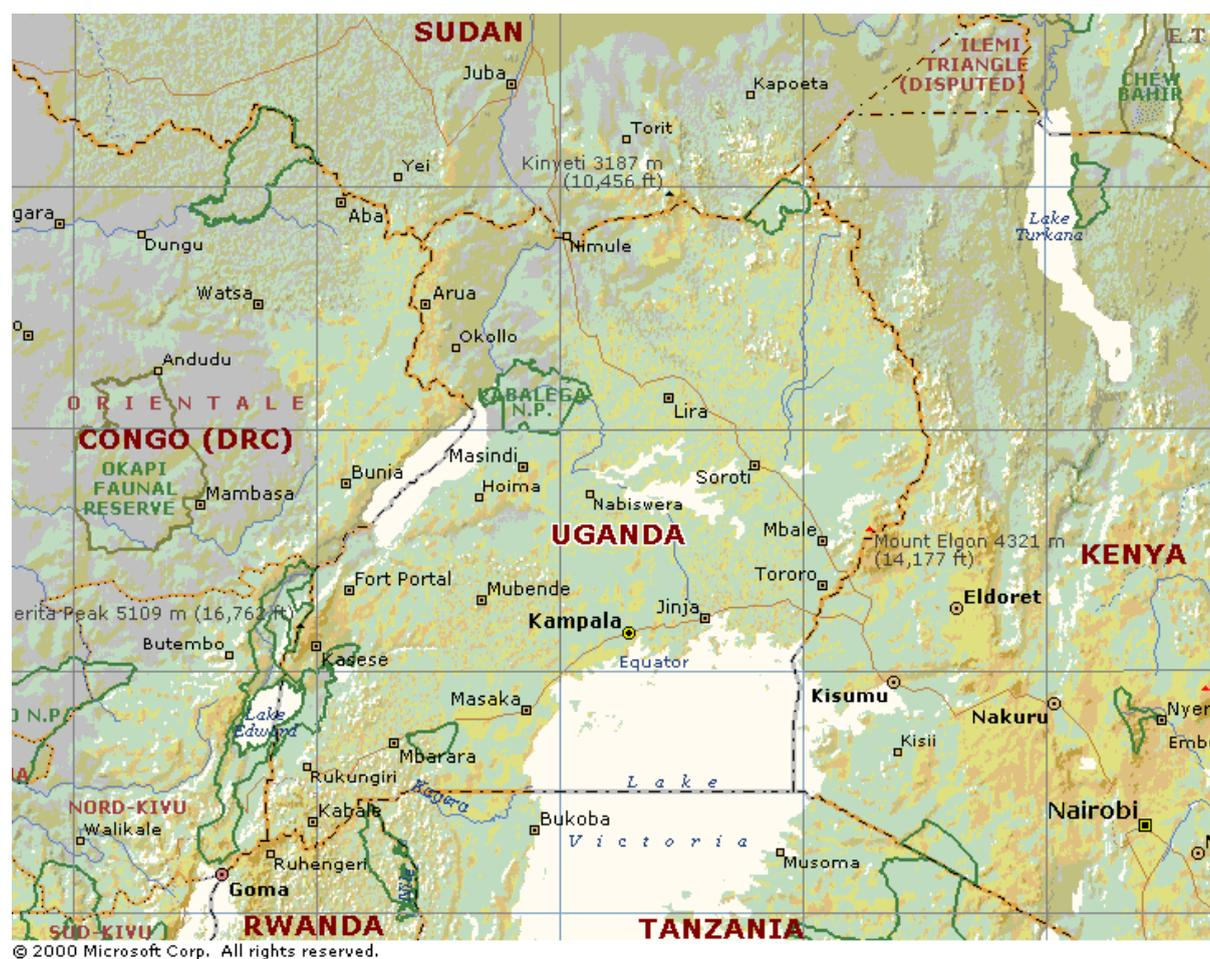 SUDAN
E T
ILEMI
TRIANGLE
(DISPUTED)
Juba
Kapoeta
CHEW
BAHIR
Torit
Yei
Kinyeti 3187 m
(10,456 ft)
gara
Aba
Dungu
Nimule
Lake
Turkana
Watsa
Arua
o
Okollo
Andudu
KABALEGA
N.P.
ORIENTALE
Lira
CONGO (DRC)
OKAPI
FAUNAL
RESERVE
Bunia
Masindi
Soroti
Mambasa
Hoima
Nabiswera
UGANDA
Mbale
Mount Elgon 4321 m
(14,177 ft)
KENYA
Fort Portal
Tororo
Mubende
Eldoret
erita Peak 5109 m (16,762 ft)
Jinja
Kampala
Butembo
Kasese
Equator
Masaka
Kisumu
O N.P.
Lake
Edward
Nakuru
Nyer
Mbarara
Kisii
Emb
IA
Rukungiri
Kagera
Lake
NORD-KIVU
Kabale
Nairobi
Walikale
Bukoba
Victoria
Ruhengeri
Musoma
N
Goma
RWANDA
TANZANIA
SUD-KIVU
© 2000 Microsoft Corp. All rights reserved.